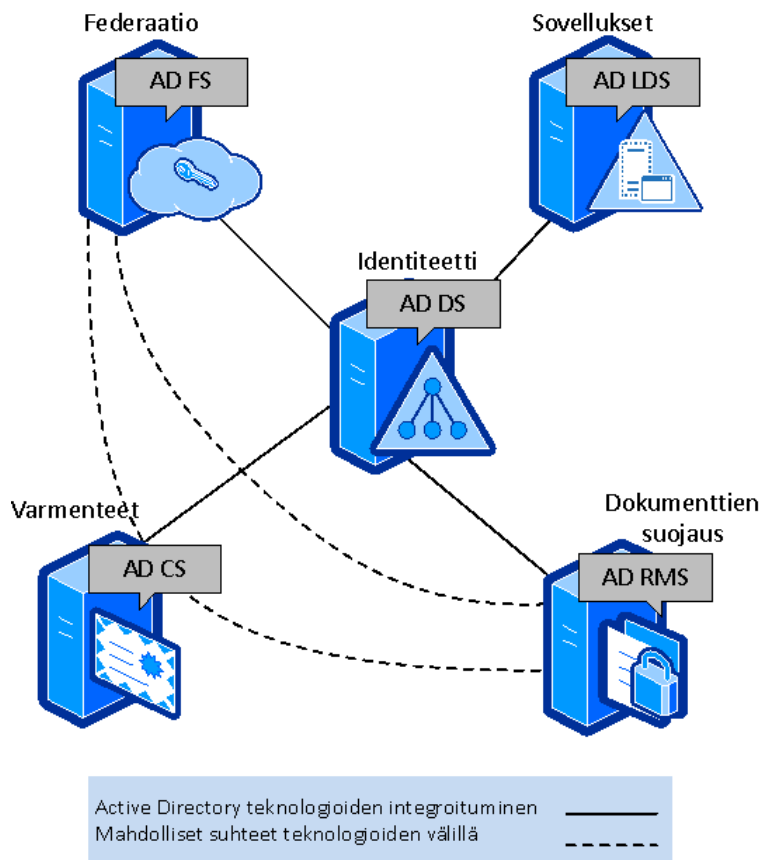 Federaatio
Sovellukset
AD FS
AD LDS
Identiteetti
AD DS
Varmenteet
Dokumenttien
suojaus
AD CS
AD RMS
Active Directory teknologioiden integroituminen
Mahdolliset suhteet teknologioiden välillä